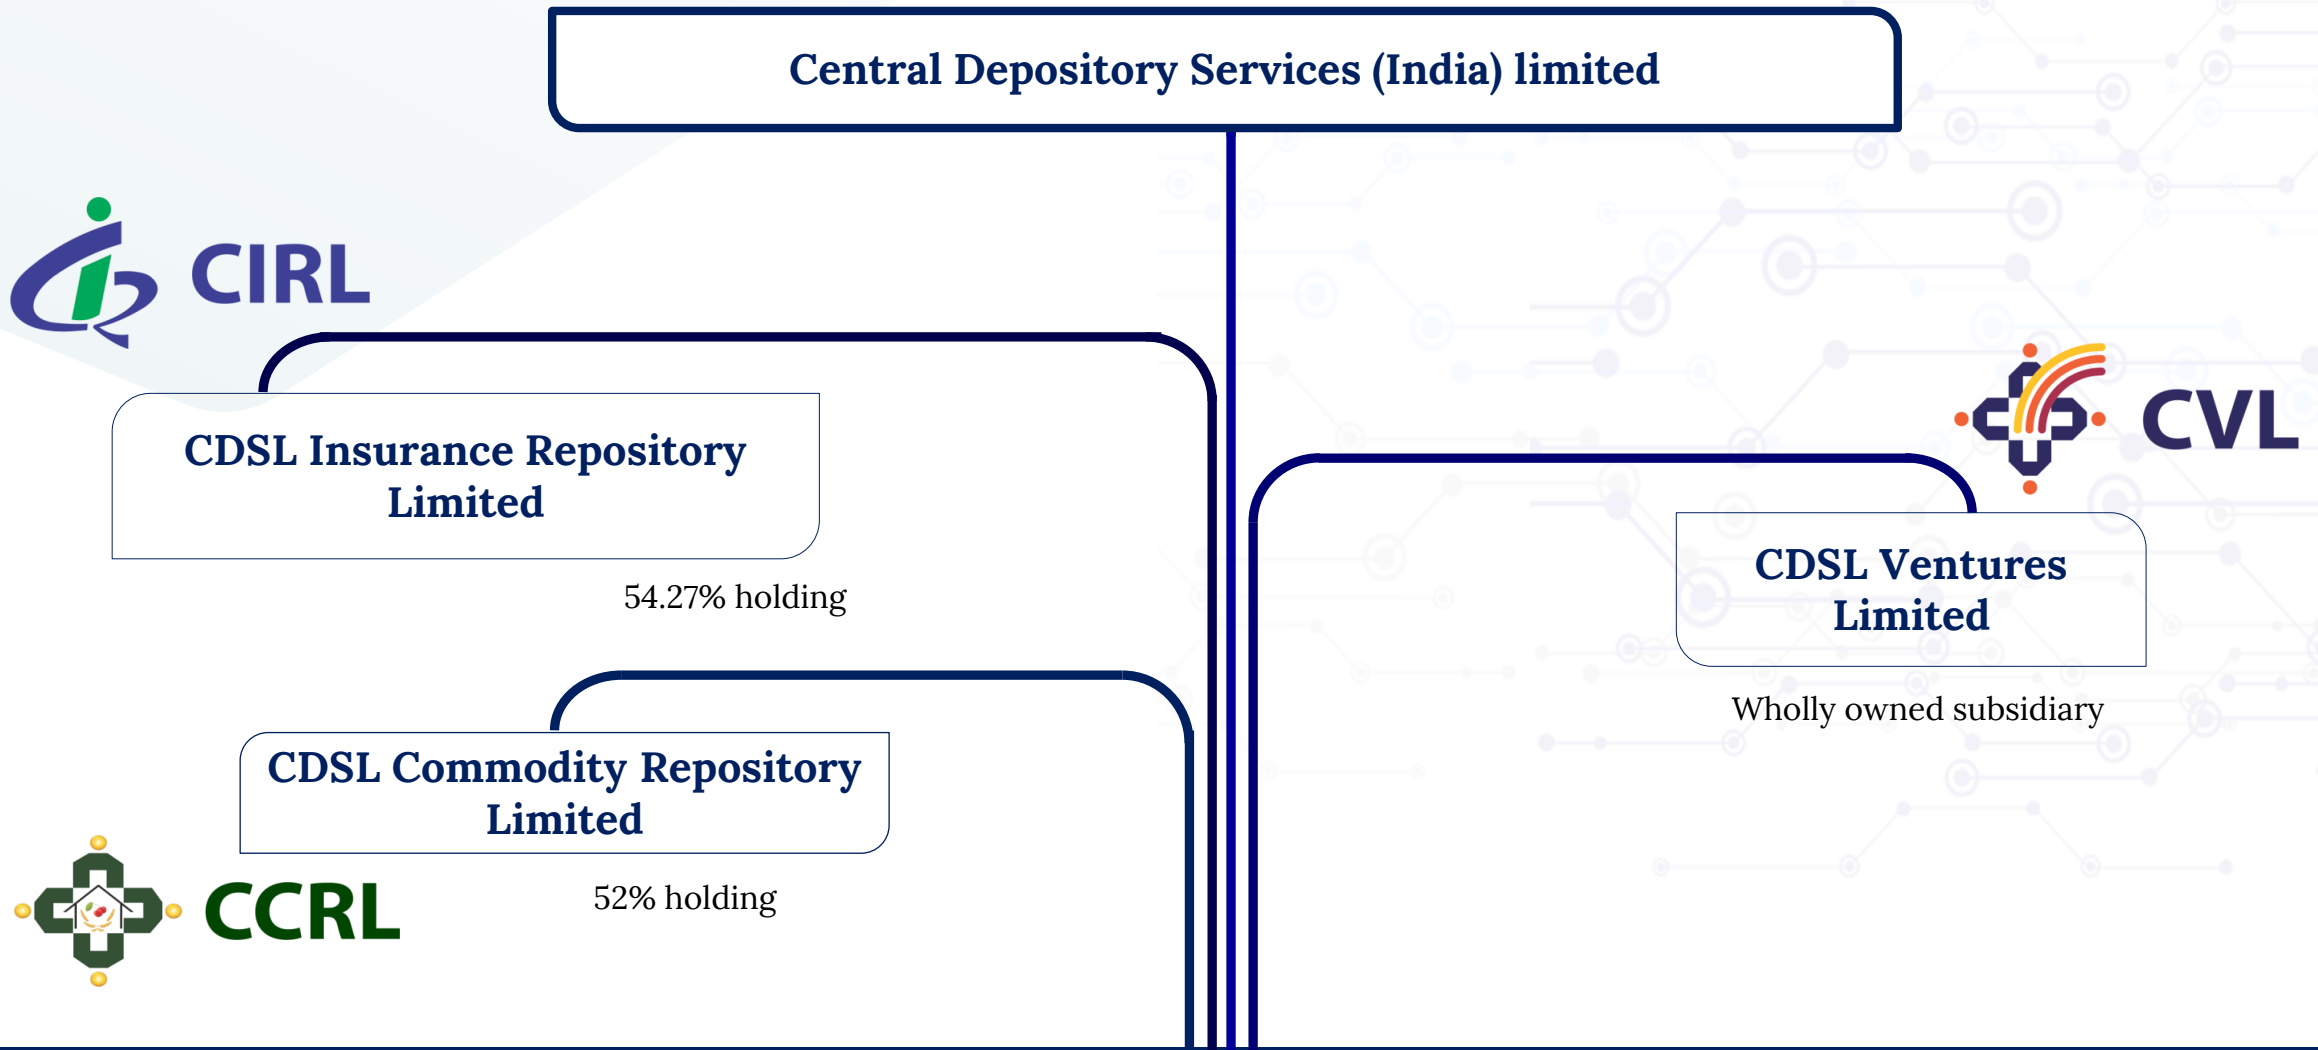 Central Depository Services (India) limited
CIRL
CDSL Insurance Repository
Limited
54.27% holding
CVL
CDSL Ventures
Limited
Wholly owned subsidiary
CDSL Commodity Repository
Limited
52% holding
CCRL